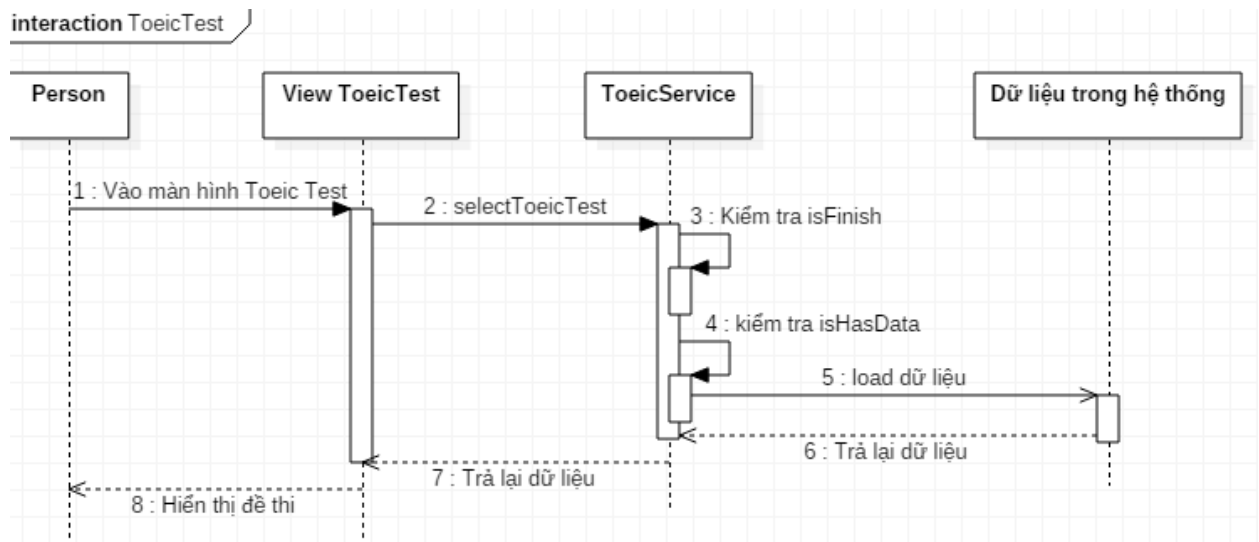 interaction ToeicTest
Person
View ToeicTest
ToeicService
Dữ liệu trong hệ thống
1 : Vào màn hình Toeic Test
2 : selectToeicTest
3 : Kiểm tra isFinish
4 : kiểm tra isHasData
5 : load dữ liệu
6 : Trả lại dữ liệu
7 : Trả lại dữ liệu
8 : Hiển thị đề thi